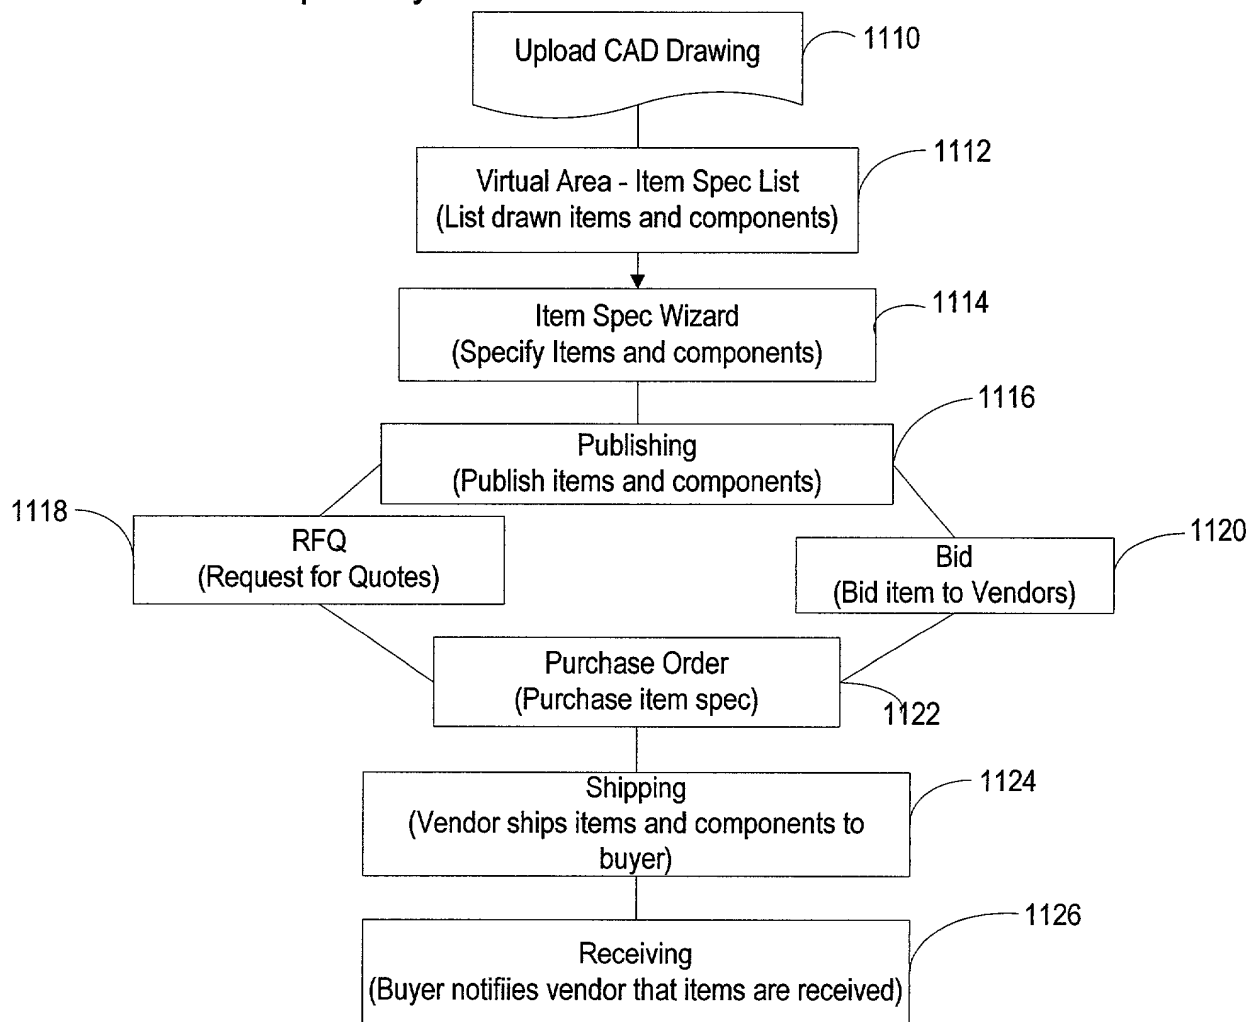 Upload CAD Drawing
1110
Virtual Area - Item Spec List
(List drawn items and components)
1112
Item Spec Wizard
(Specify Items and components)
1114
Publishing
(Publish items and components)
1116
RFQ
(Request for Quotes)
1118
Bid
(Bid item to Vendors)
1120
Purchase Order
(Purchase item spec)
1122
Shipping
(Vendor ships items and components to
buyer)
1124
Receiving
(Buyer notifiies vendor that items are received)
1126